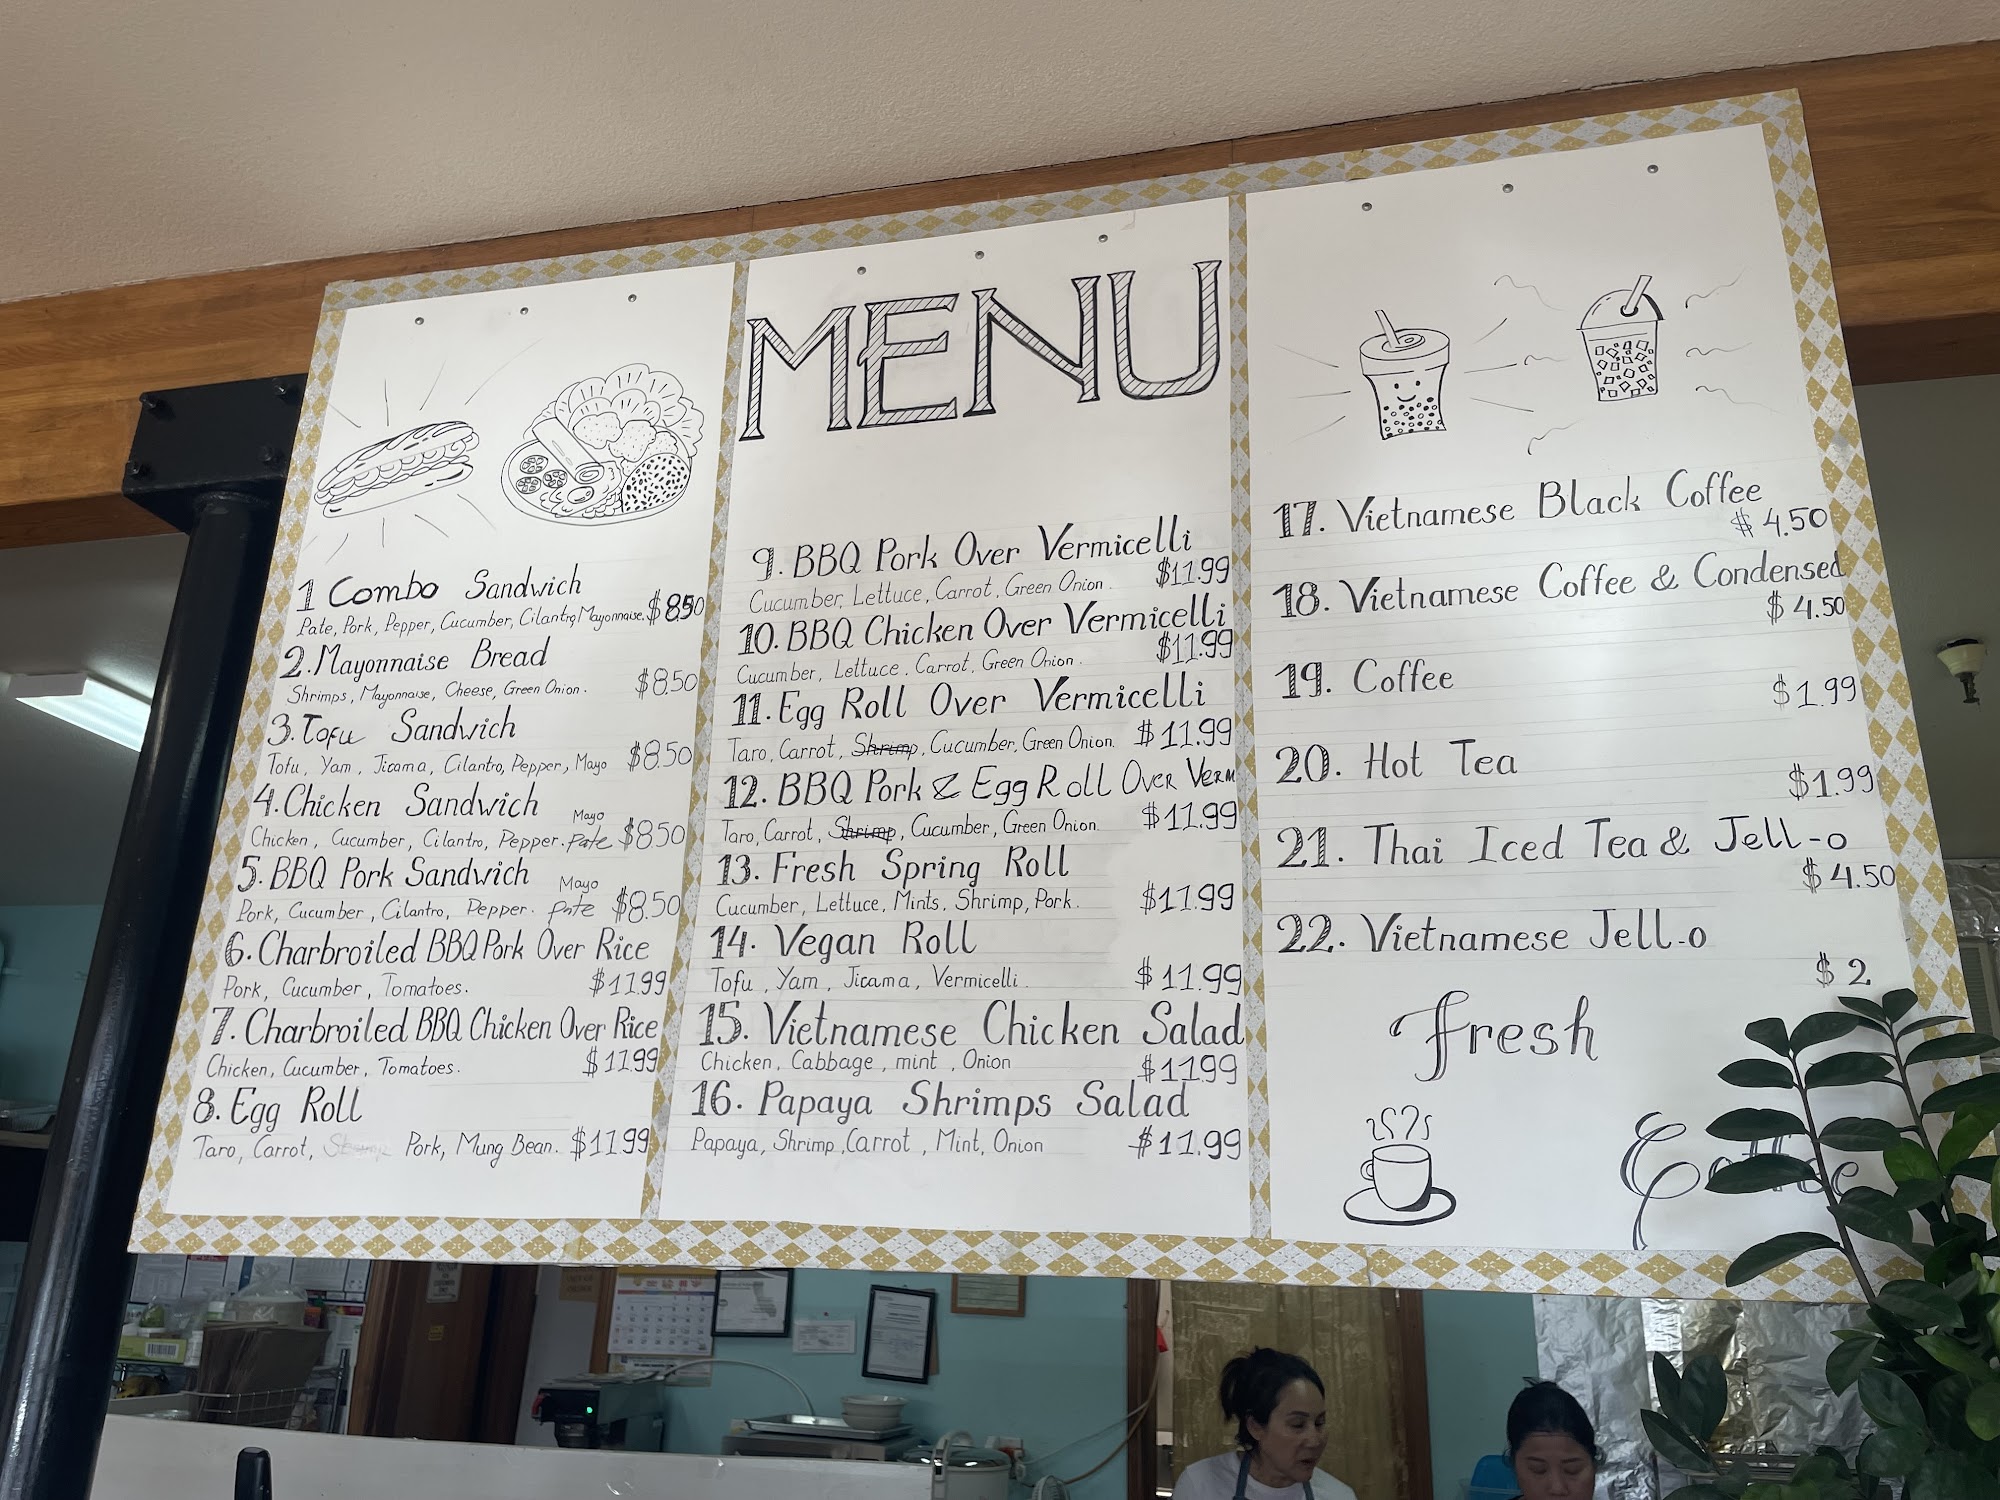 MENU
1 Combo Sandwich
Pate, Pork, Pepper, Cucumber, Cilantro, Mayonnaise. $8.50
2. Mayonnaise Bread
Shrimps, Mayonnaise, Cheese, Green Onion. $8.50
3. Tofu Sandwich
Tofu, Yam, Jicama, Cilantro, Pepper, Mayo $8.50
4. Chicken Sandwich
Mayo
Chicken, Cucumber, Cilantro, Pepper. pate $8.50
5. BBQ Pork Sandwich
Mayo
Pork, Cucumber, Cilantro, Pepper. pate $8.50
6. Charbroiled BBQ Pork Over Rice
Pork, Cucumber, Tomatoes. $11.99
7. Charbroiled BBQ Chicken Over Rice
Chicken, Cucumber, Tomatoes. $11.99
8. Egg Roll
Taro, Carrot, Pork, Mung Bean. $11.99
9. BBQ Pork Over Vermicelli
Cucumber, Lettuce, Carrot, Green Onion. $11.99
10. BBQ Chicken Over Vermicelli
Cucumber, Lettuce. Carrot, Green Onion. $11.99
11. Egg Roll Over Vermicelli
Taro, Carrot, Shrimp, Cucumber, Green Onion. $11.99
12. BBQ Pork & Egg Roll Over Verm
Taro, Carrot, Shrimp, Cucumber, Green Onion. $11.99
13. Fresh Spring Roll
Cucumber, Lettuce, Mints, Shrimp, Pork. $11.99
14. Vegan Roll
Tofu, Yam, Jicama, Vermicelli. $11.99
15. Vietnamese Chicken Salad
Chicken, Cabbage, mint, Onion $11.99
16. Papaya Shrimps Salad
Papaya, Shrimp, Carrot, Mint, Onion $11.99
17. Vietnamese Black Coffee
$4.50
18. Vietnamese Coffee & Condensed
$4.50
19. Coffee
$1.99
20. Hot Tea
$1.99
21. Thai Iced Tea & Jell-o
$4.50
22. Vietnamese Jell-o
$2
Fresh
Coffee